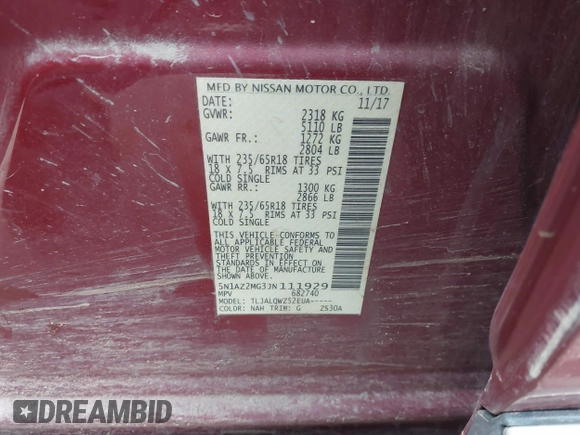 MFD BY NISSAN MOTOR CO., LTD.
DATE: 11/17
GVWR: 2318 KG
5110 LB
GAWR FR.: 1272 KG
2804 LB
WITH 235/65R18 TIRES
18 X 7.5 RIMS AT 33 PSI
COLD SINGLE
GAWR RR.: 1300 KG
2866 LB
WITH 235/65R18 TIRES
18 X 7.5 RIMS AT 33 PSI
COLD SINGLE
THIS VEHICLE CONFORMS TO
ALL APPLICABLE FEDERAL
MOTOR VEHICLE SAFETY AND
THEFT PREVENTION
STANDARDS IN EFFECT ON
THE DATE OF MANUFACTURE
SHOWN ABOVE.
5N1AZ2MG3JN111929
MPV 682740
MODEL: TLJALQWZ52EUA-----
COLOR: NAH TRIM: G 2530A
DREAMBID